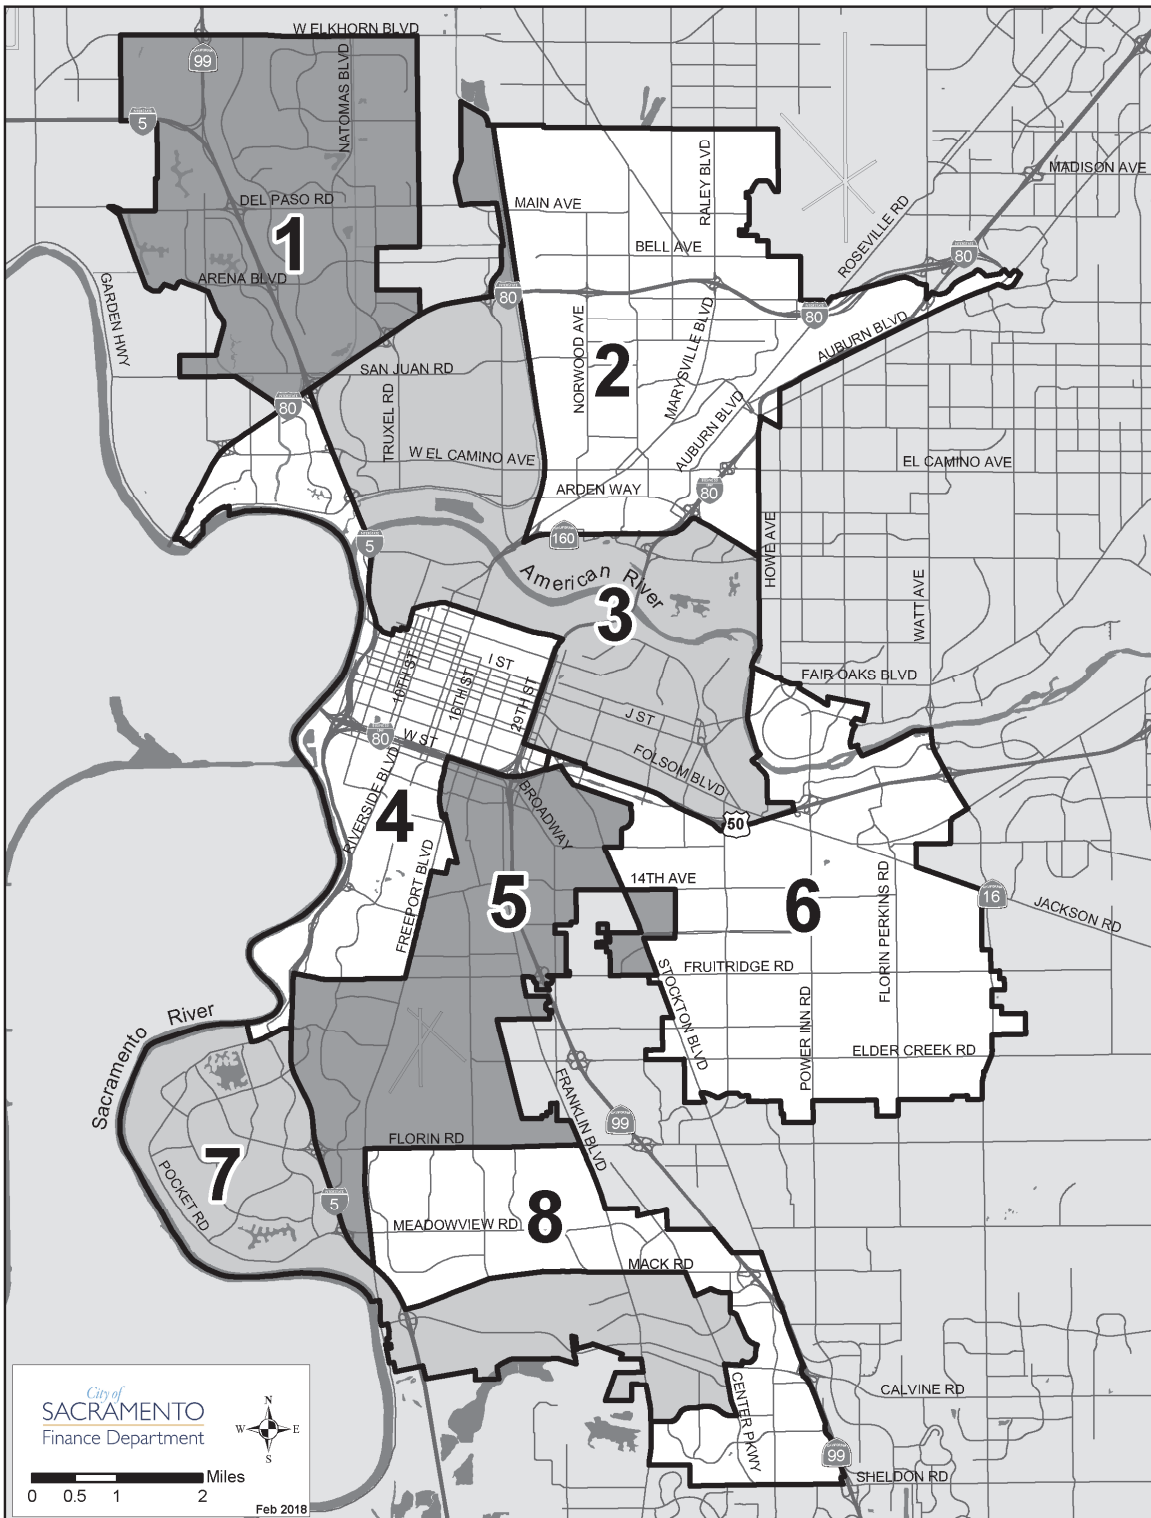 W ELKHORN BLVD
99
NATOMAS BLVD
5
RALEY BLVD
MADISON AVE
DEL PASO RD
MAIN AVE
1
BELL AVE
ROSEVILLE RD
80
ARENA BLVD
GARDEN HWY
80
80
NORWOOD AVE
MARYSVILLE BLVD
AUBURN BLVD
2
SAN JUAN RD
80
TRUXEL RD
AUBURN BLVD
W EL CAMINO AVE
EL CAMINO AVE
ARDEN WAY
80
160
5
HOWE AVE
American River
3
WATT AVE
I ST
10TH ST
16TH ST
29TH ST
FAIR OAKS BLVD
J ST
80
W ST
FOLSOM BLVD
RIVERSIDE BLVD
4
BROADWAY
50
FREEPORT BLVD
14TH AVE
5
6
FLORIN PERKINS RD
16
JACKSON RD
FRUITRIDGE RD
STOCKTON BLVD
POWER INN RD
Sacramento River
ELDER CREEK RD
FRANKLIN BLVD
99
FLORIN RD
7
POCKET RD
5
8
MEADOWVIEW RD
MACK RD
CENTER PKWY
CALVINE RD
99
SHELDON RD
City of
SACRAMENTO
Finance Department
N
W E
S
Miles
0 0.5 1 2
Feb 2018